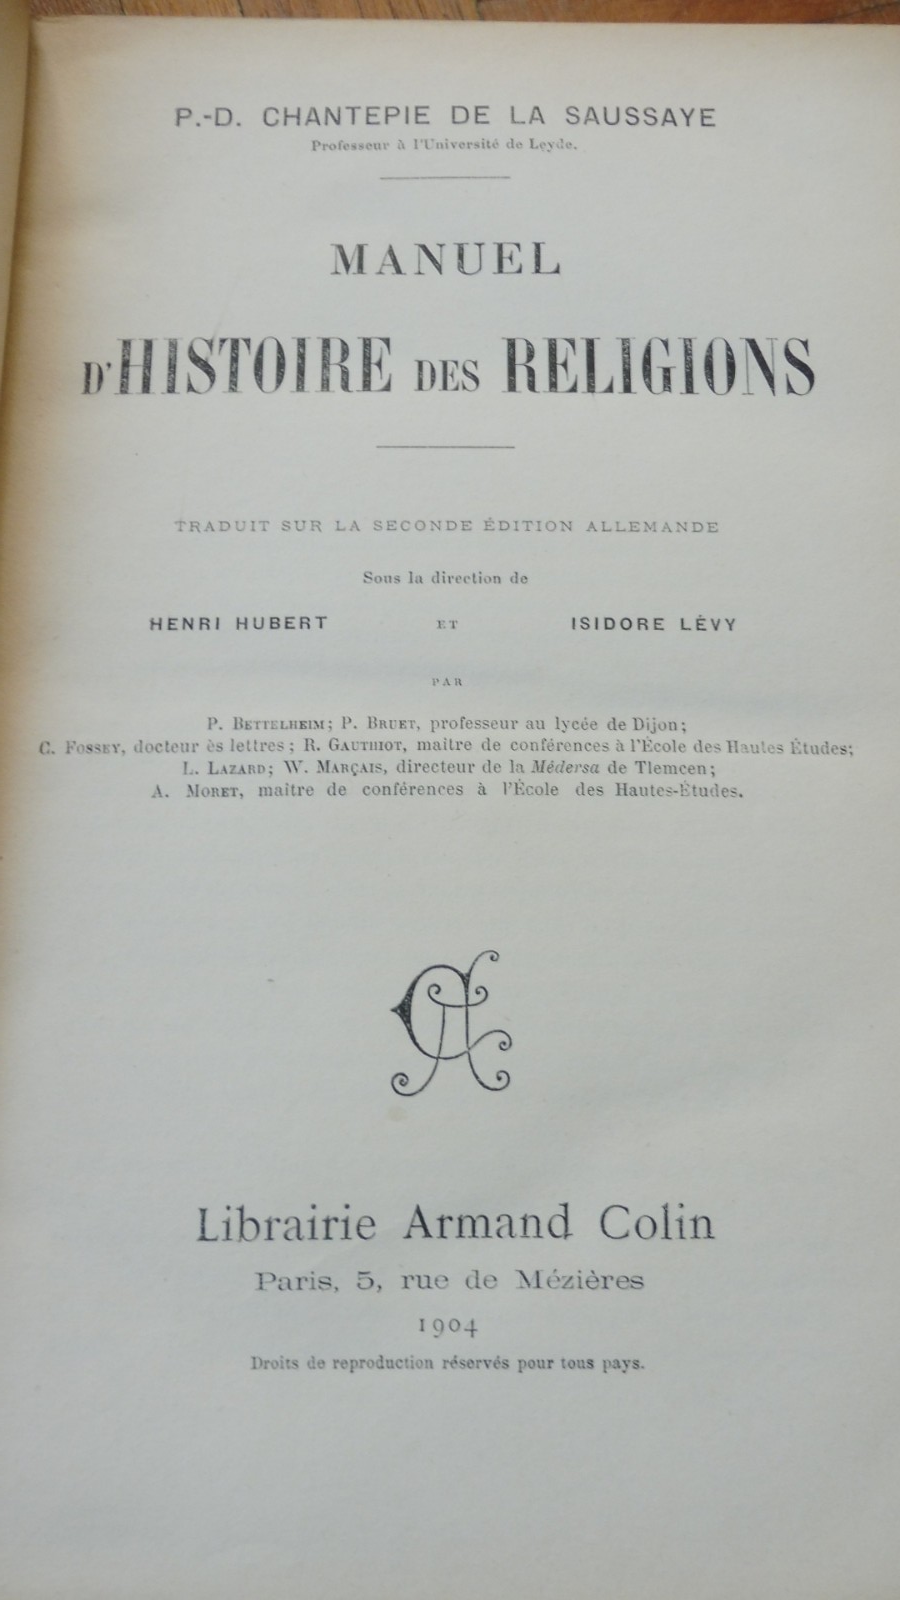 P.-D. CHANTEPIE DE LA SAUSSAYE
Professeur à l'Université de Leyde.
MANUEL
D'HISTOIRE DES RELIGIONS
TRADUIT SUR LA SECONDE ÉDITION ALLEMANDE
Sous la direction de
HENRI HUBERT ET ISIDORE LÉVY
PAR
P. BETTELHEIM; P. BRUET, professeur au lycée de Dijon;
C. FOSSEY, docteur ès lettres; R. GAUTHIOT, maître de conférences à l'École des Hautes Études;
L. LAZARD; W. MARÇAIS, directeur de la Médersa de Tlemcen;
A. MORET, maître de conférences à l'École des Hautes-Études.
AC
Librairie Armand Colin
Paris, 5, rue de Mézières
1904
Droits de reproduction réservés pour tous pays.